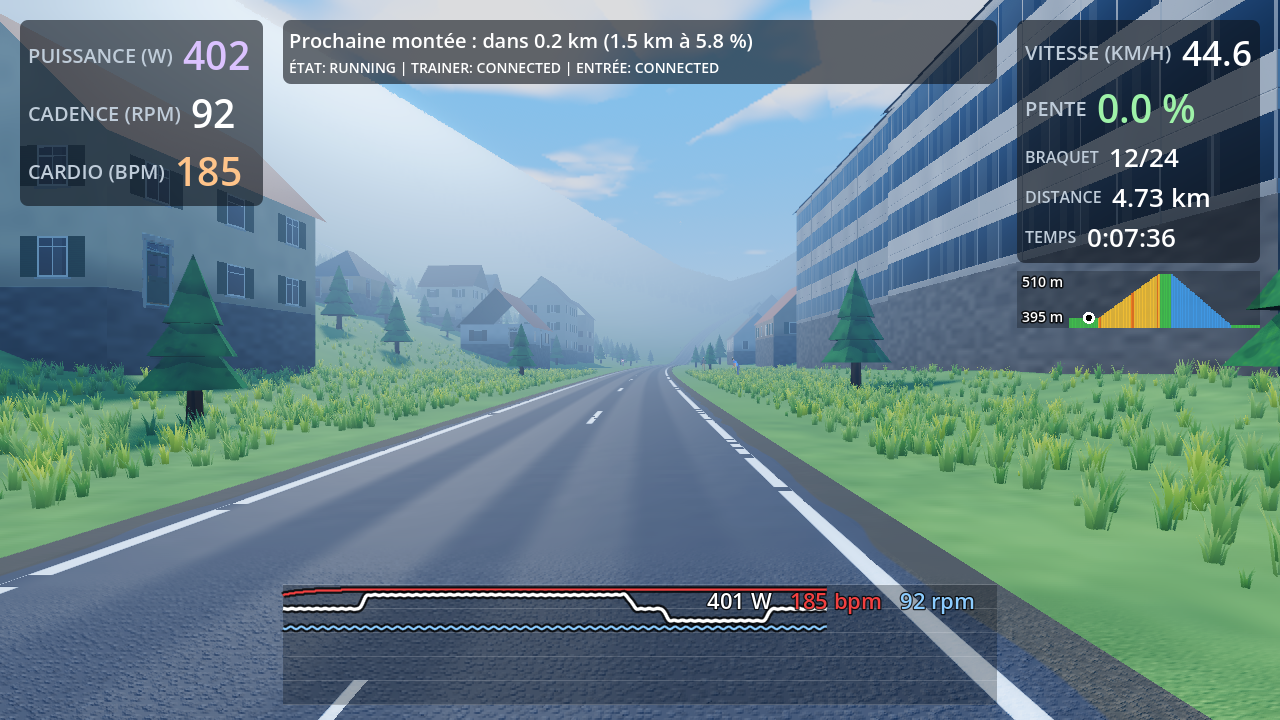 PUISSANCE (W) 402
CADENCE (RPM) 92
CARDIO (BPM) 185
Prochaine montée : dans 0.2 km (1.5 km à 5.8 %)
ÉTAT: RUNNING | TRAINER: CONNECTED | ENTRÉE: CONNECTED
VITESSE (KM/H) 44.6
PENTE 0.0 %
BRAQUET 12/24
DISTANCE 4.73 km
TEMPS 0:07:36
510 m
395 m
401 W 185 bpm 92 rpm